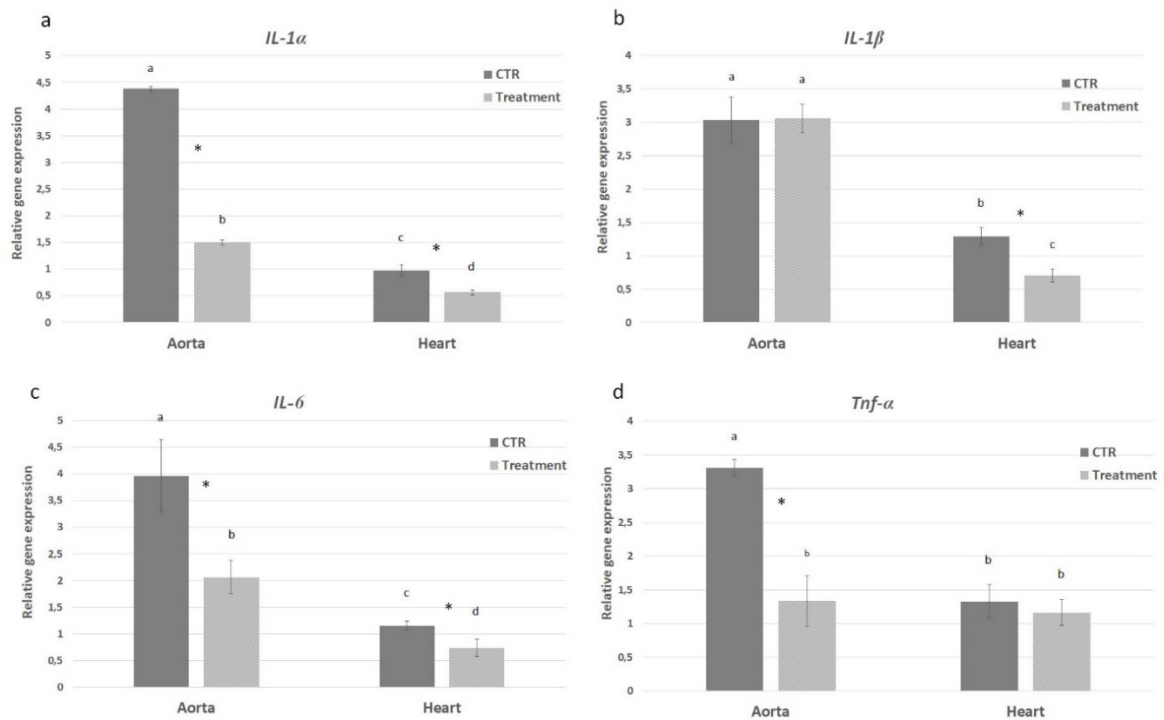 a
IL-1α
Relative gene expression
5
4,5
4
3,5
3
2,5
2
1,5
1
0,5
0
a
*
b
c
*
d
CTR
Treatment
Aorta
Heart
b
IL-1β
Relative gene expression
4
3,5
3
2,5
2
1,5
1
0,5
0
a
a
b
*
c
CTR
Treatment
Aorta
Heart
c
IL-6
Relative gene expression
5
4,5
4
3,5
3
2,5
2
1,5
1
0,5
0
a
*
b
c
*
d
CTR
Treatment
Aorta
Heart
d
Tnf-α
Relative gene expression
4
3,5
3
2,5
2
1,5
1
0,5
0
a
*
b
b
b
CTR
Treatment
Aorta
Heart